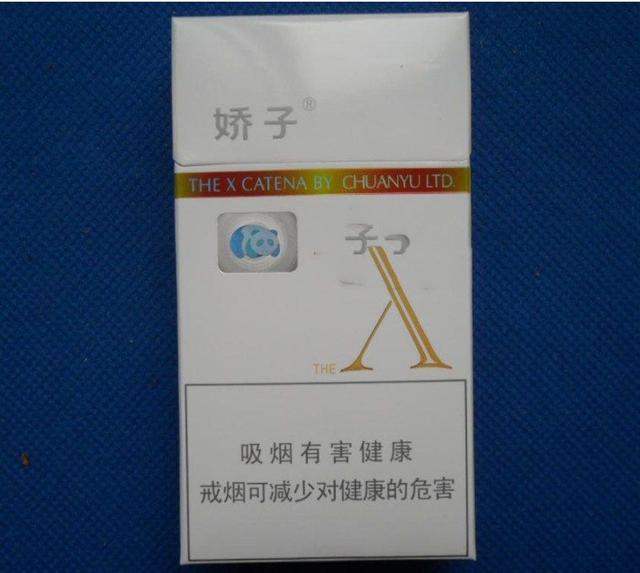 娇子®
THE X CATENA BY CHUANYU LTD.
子
THE
吸烟有害健康
戒烟可减少对健康的危害